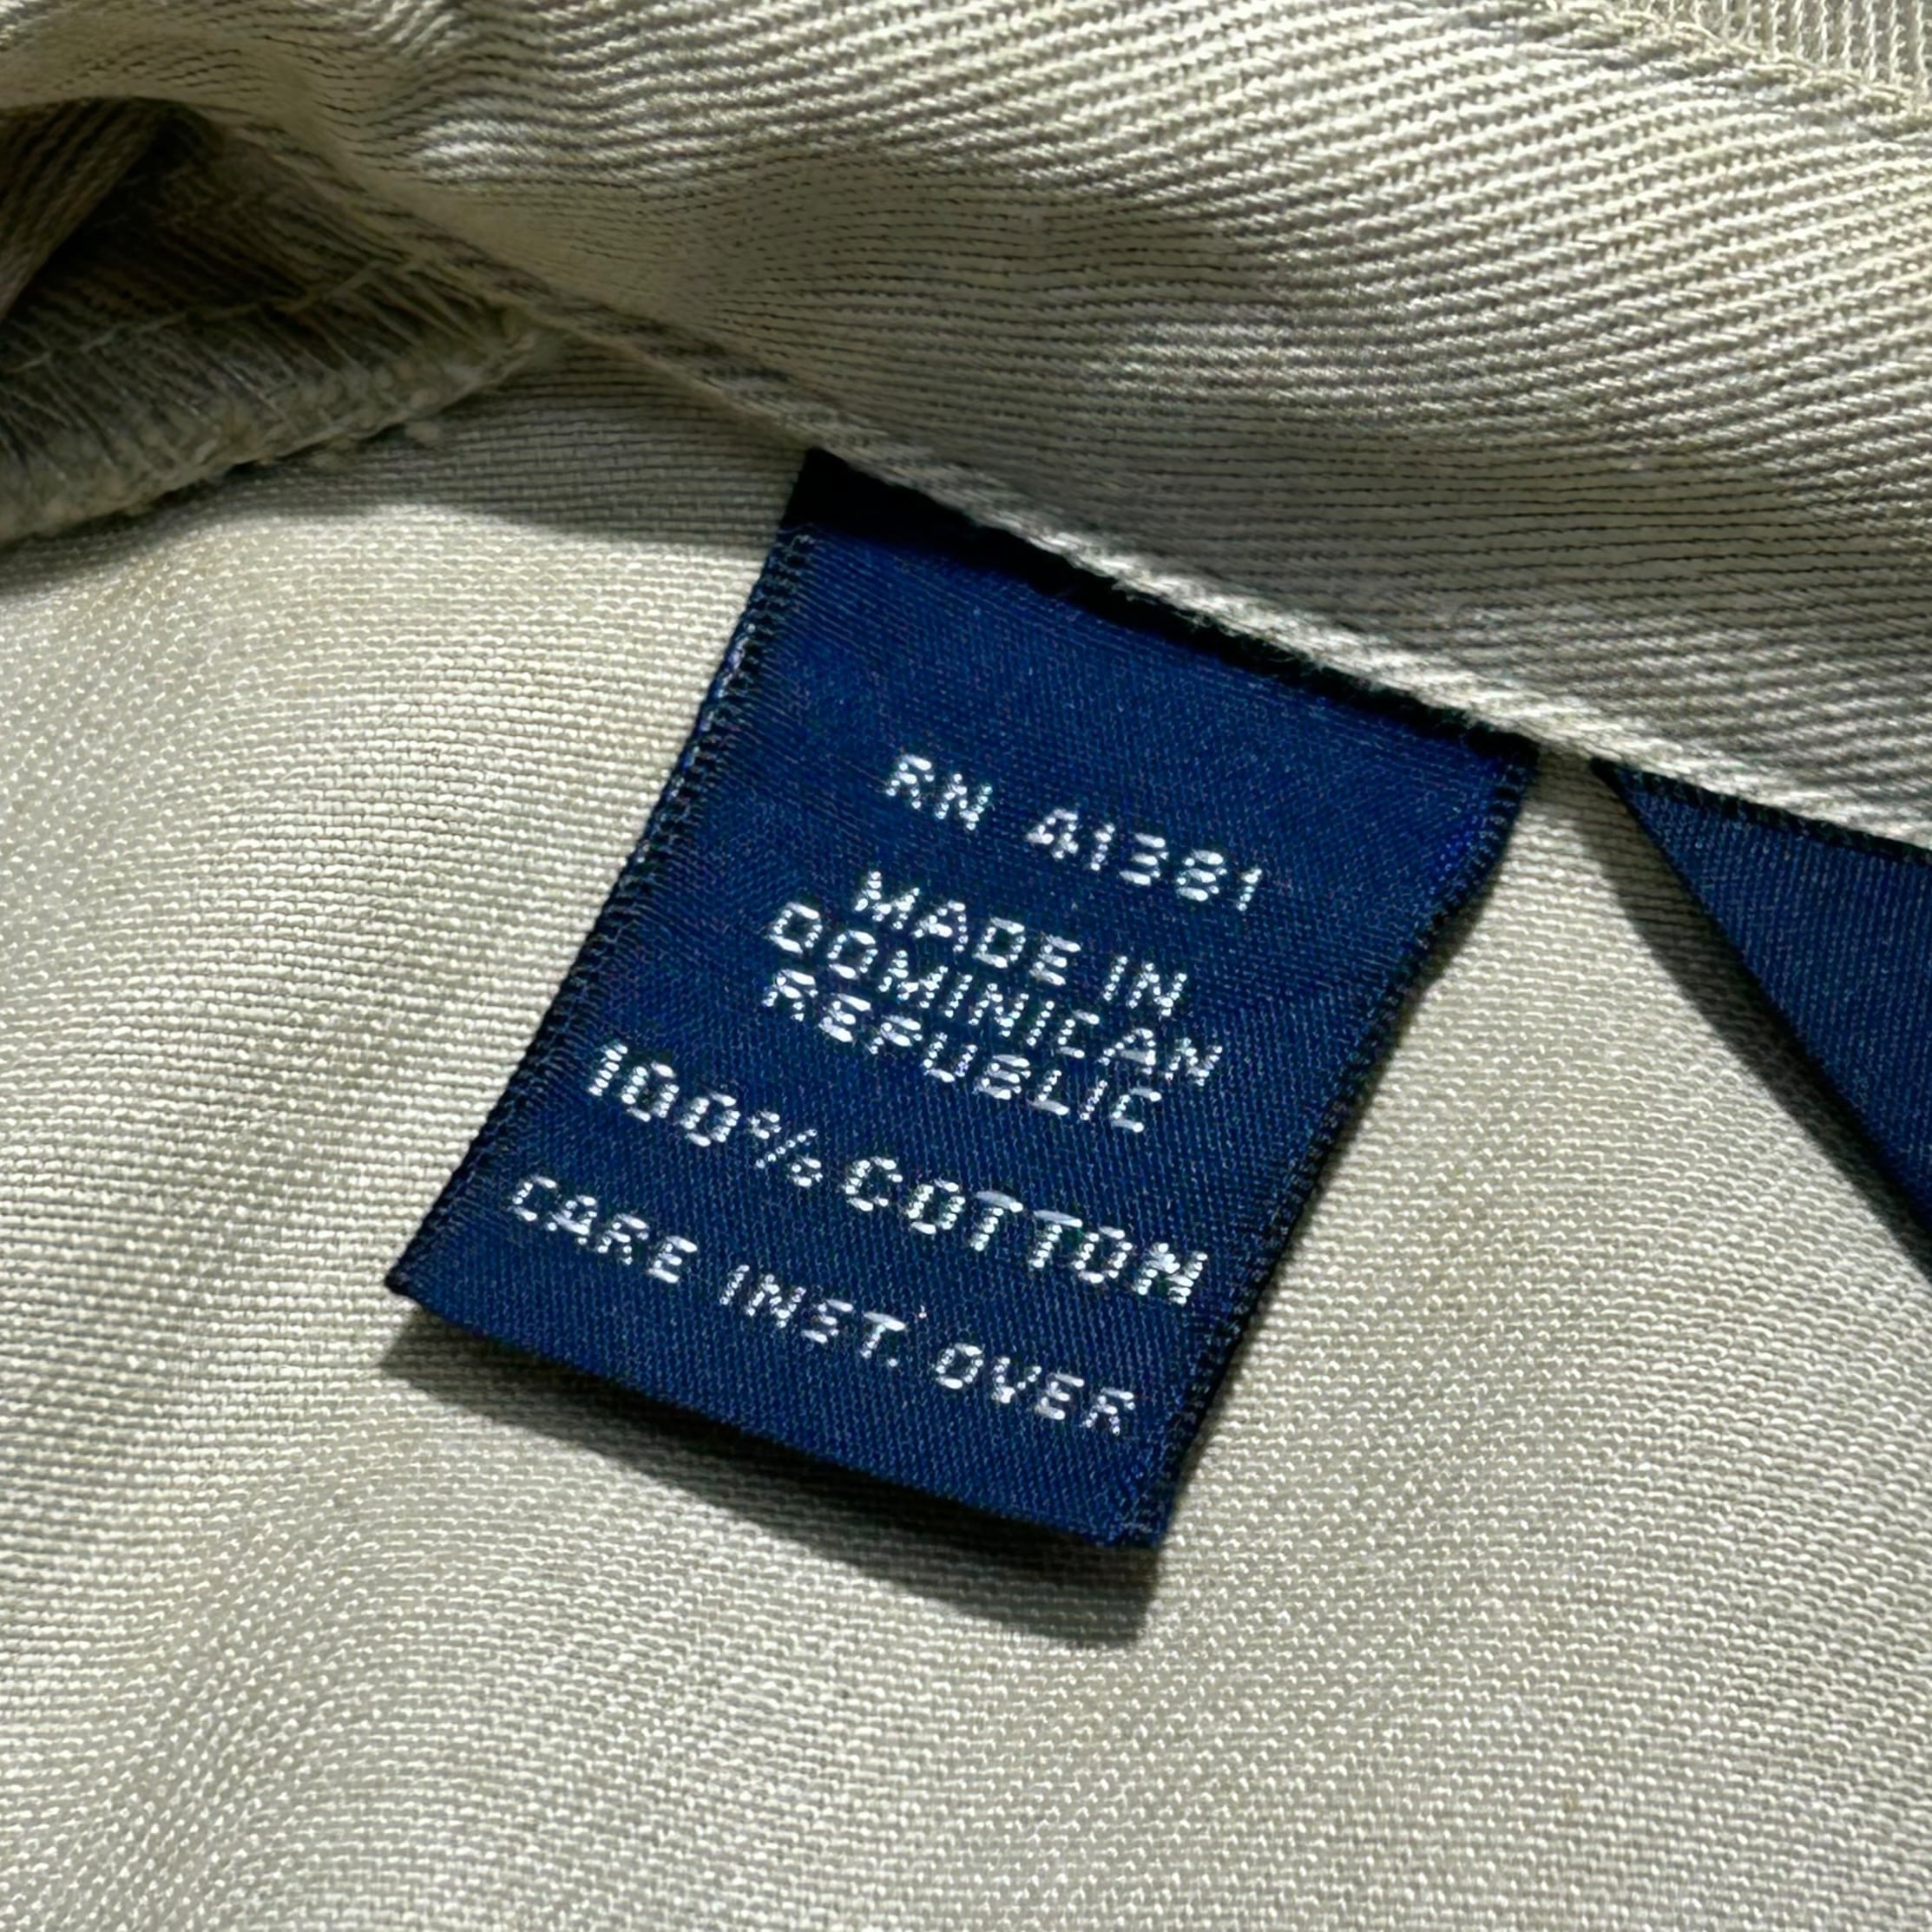 RN 41381
MADE IN
DOMINICAN
REPUBLIC
100% COTTON
CARE INST. OVER